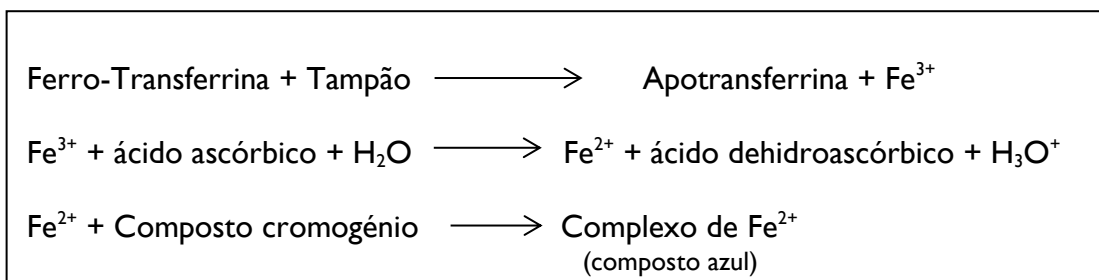 Ferro-Transferrina + Tampão ⟶ Apotransferrina + Fe³⁺
Fe³⁺ + ácido ascórbico + H₂O ⟶ Fe²⁺ + ácido dehidroascórbico + H₃O⁺
Fe²⁺ + Composto cromogénio ⟶ Complexo de Fe²⁺
(composto azul)